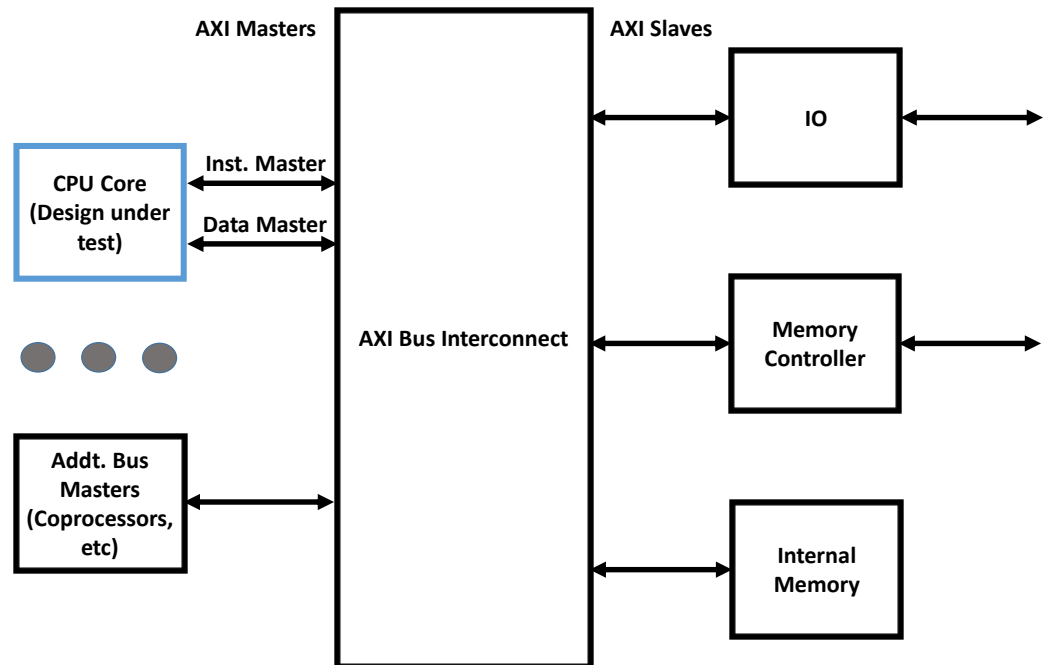 AXI Masters
AXI Slaves
IO
Inst. Master
CPU Core
(Design under
test)
Data Master
AXI Bus Interconnect
Memory
Controller
Addt. Bus
Masters
(Coprocessors,
etc)
Internal
Memory